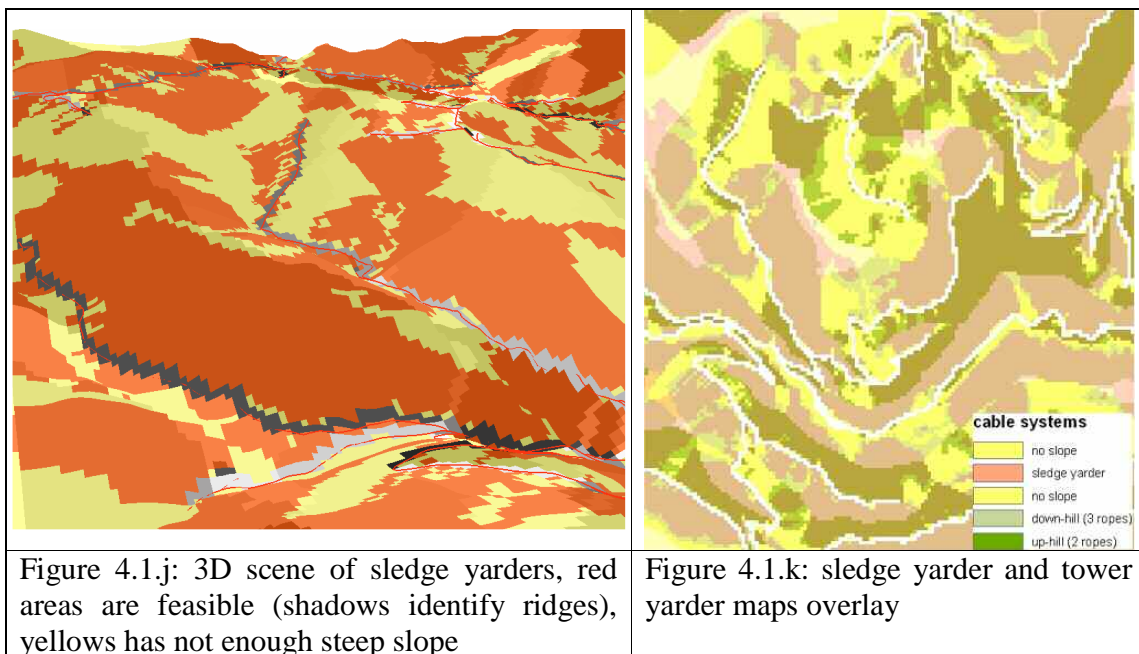 cable systems
no slope
sledge yarder
no slope
down-hill (3 ropes)
up-hill (2 ropes)
Figure 4.1.j: 3D scene of sledge yarders, red
areas are feasible (shadows identify ridges),
yellows has not enough steep slope
Figure 4.1.k: sledge yarder and tower
yarder maps overlay